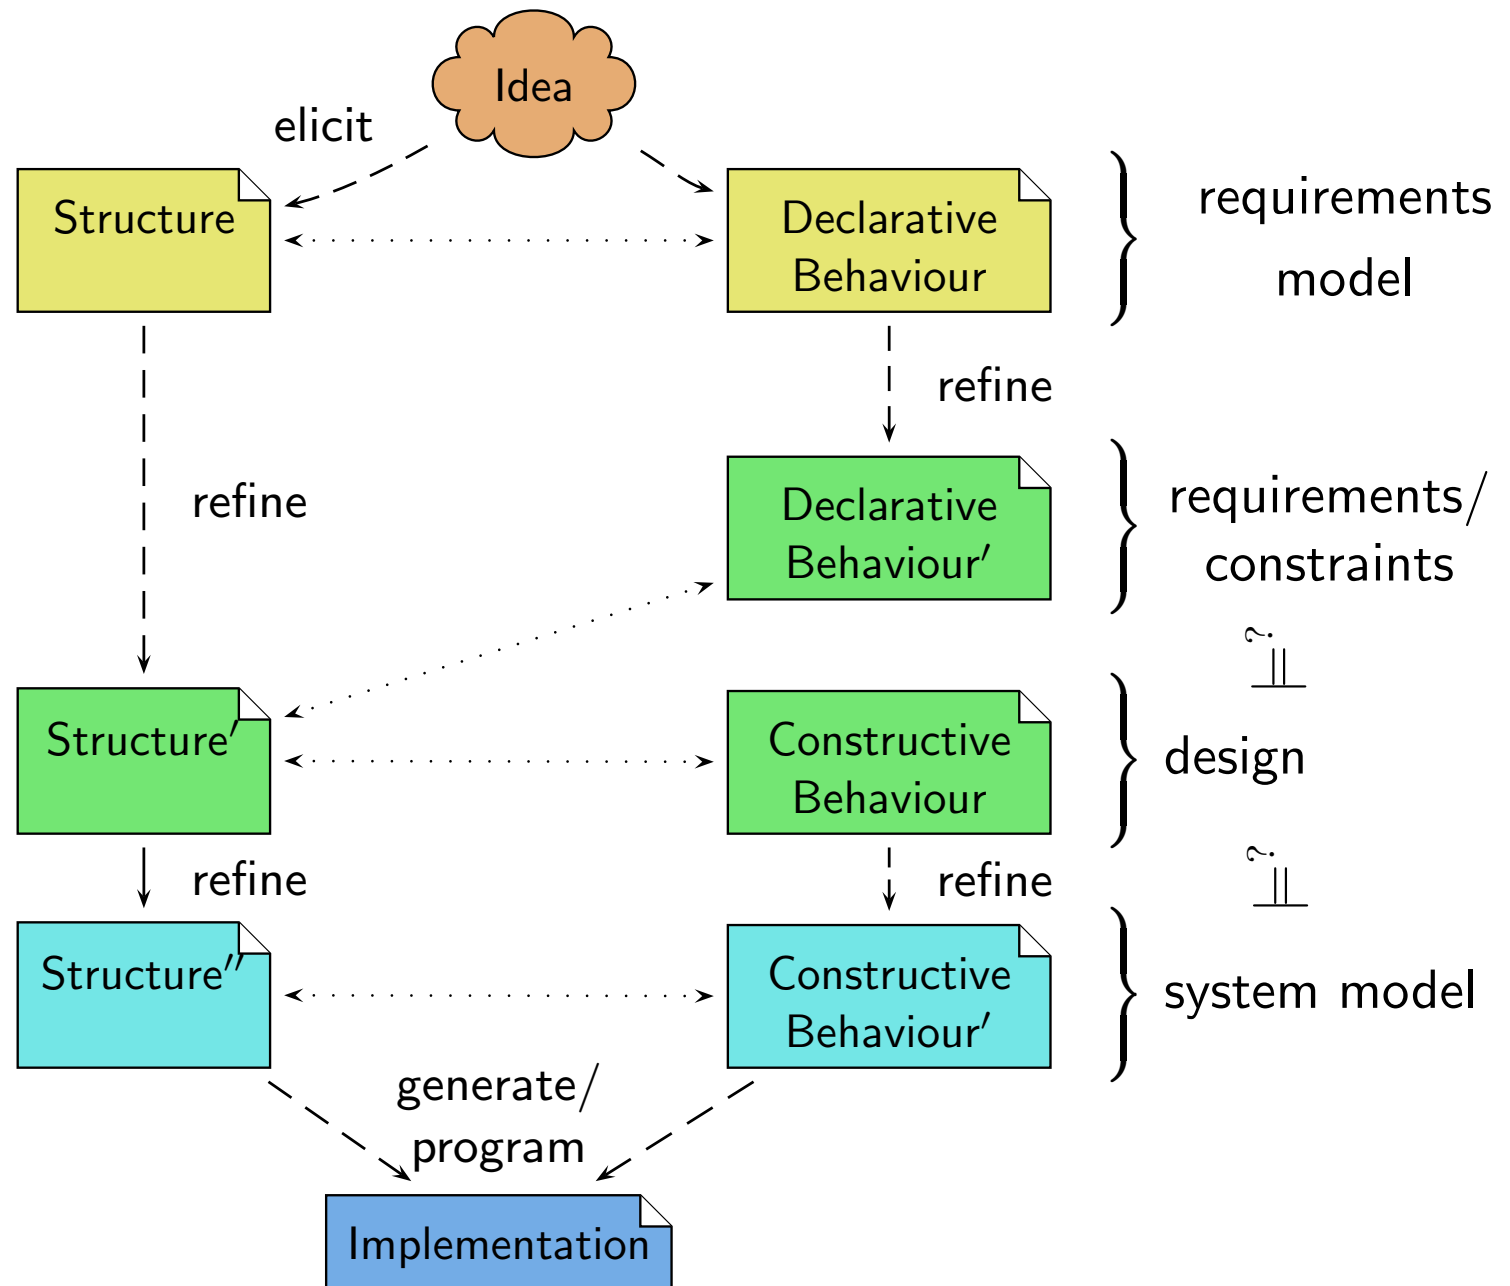 Idea
elicit
Structure
Declarative
Behaviour
requirements
model
refine
refine
Declarative
Behaviour′
requirements/
constraints
?
Structure′
Constructive
Behaviour
design
refine
refine
?
Structure′′
Constructive
Behaviour′
system model
generate/
program
Implementation